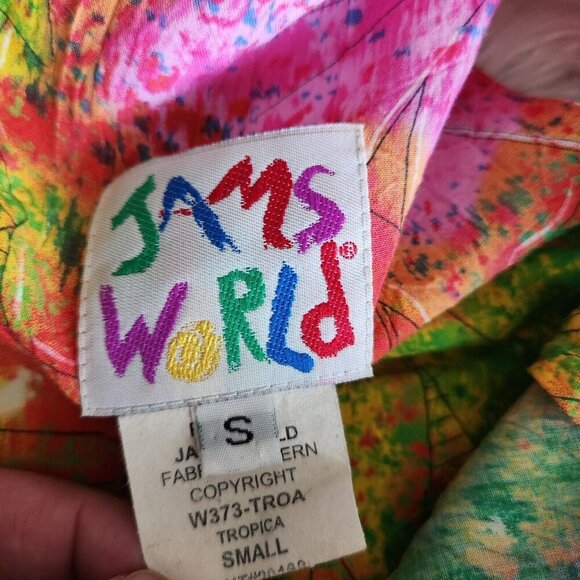 JAMS
WORLD®
S
COPYRIGHT
W373-TROA
TROPICA
SMALL